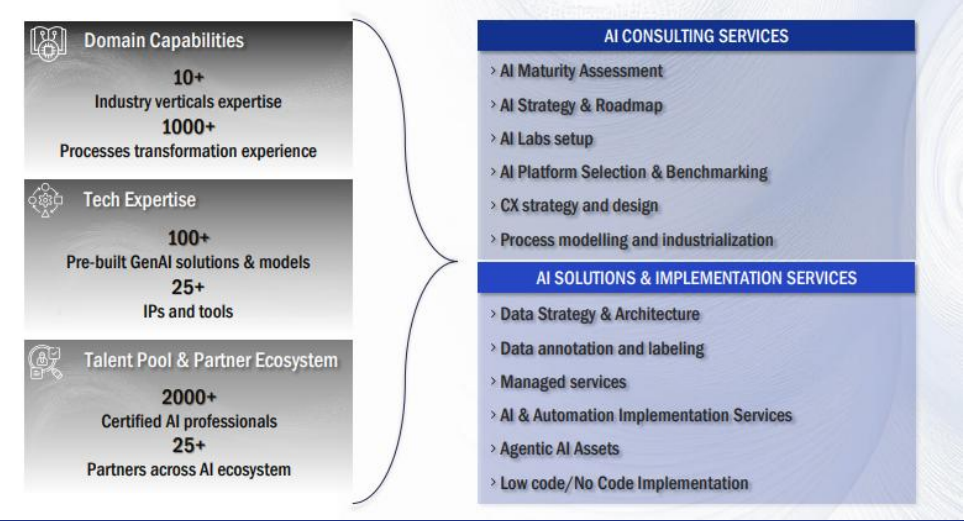 Domain Capabilities
10+
Industry verticals expertise
1000+
Processes transformation experience
Tech Expertise
100+
Pre-built GenAI solutions & models
25+
IPs and tools
Talent Pool & Partner Ecosystem
2000+
Certified AI professionals
25+
Partners across AI ecosystem
AI CONSULTING SERVICES
› AI Maturity Assessment
› AI Strategy & Roadmap
› AI Labs setup
› AI Platform Selection & Benchmarking
› CX strategy and design
› Process modelling and industrialization
AI SOLUTIONS & IMPLEMENTATION SERVICES
› Data Strategy & Architecture
› Data annotation and labeling
› Managed services
› AI & Automation Implementation Services
› Agentic AI Assets
› Low code/No Code Implementation